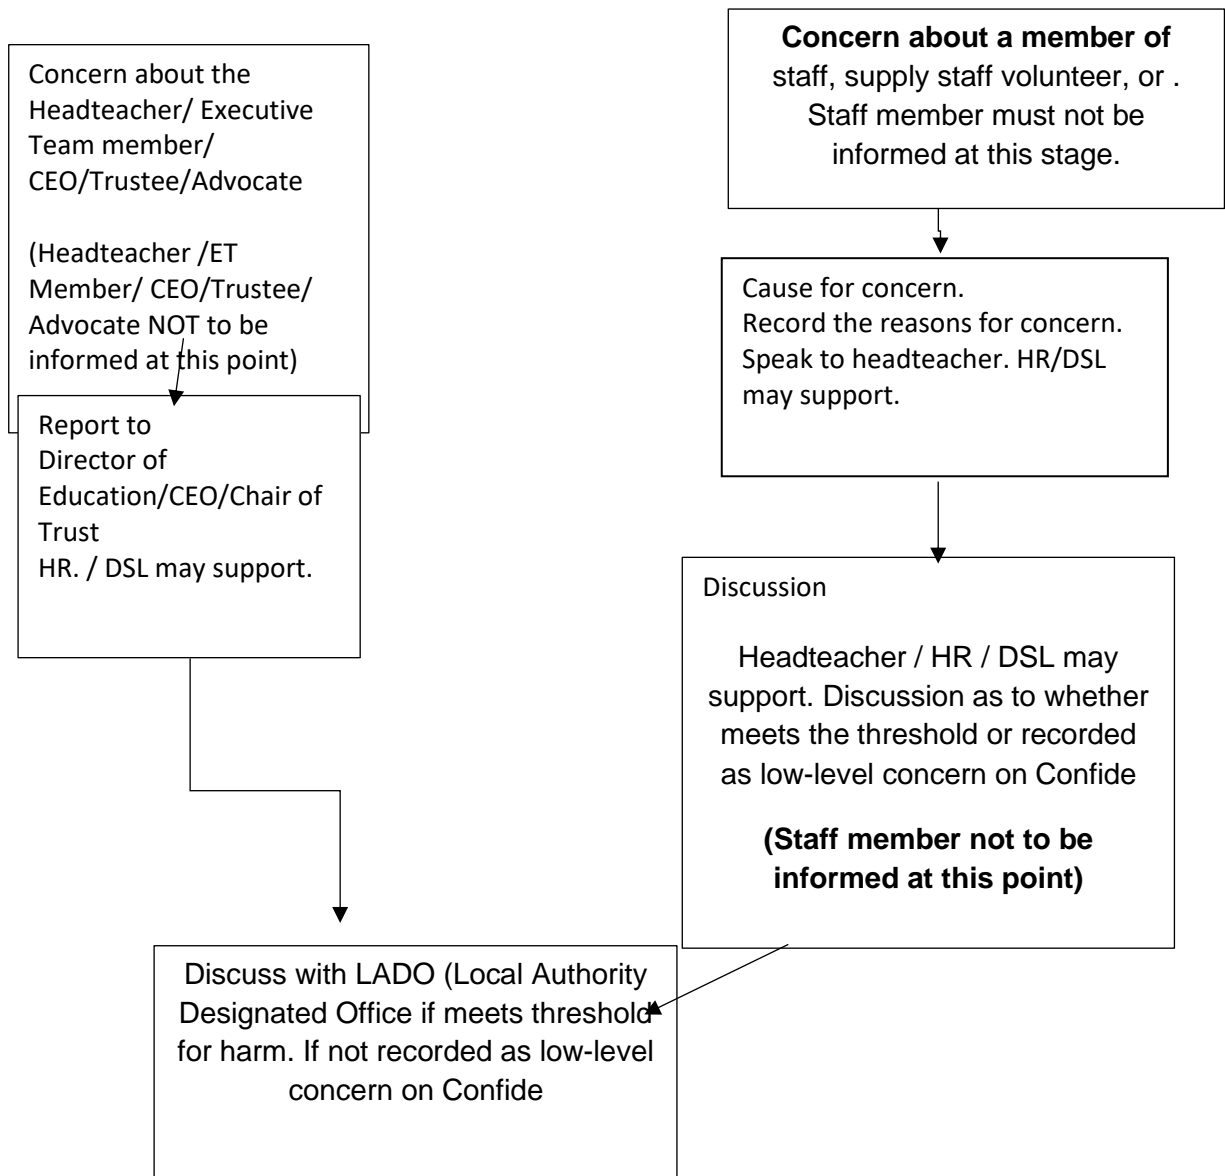 Concern about the
Headteacher/ Executive
Team member/
CEO/Trustee/Advocate
(Headteacher /ET
Member/ CEO/Trustee/
Advocate NOT to be
informed at this point)
Report to
Director of
Education/CEO/Chair of
Trust
HR. / DSL may support.
Concern about a member of
staff, supply staff volunteer, or .
Staff member must not be
informed at this stage.
Cause for concern.
Record the reasons for concern.
Speak to headteacher. HR/DSL
may support.
Discussion
Headteacher / HR / DSL may
support. Discussion as to whether
meets the threshold or recorded
as low-level concern on Confide
(Staff member not to be
informed at this point)
Discuss with LADO (Local Authority
Designated Office if meets threshold
for harm. If not recorded as low-level
concern on Confide